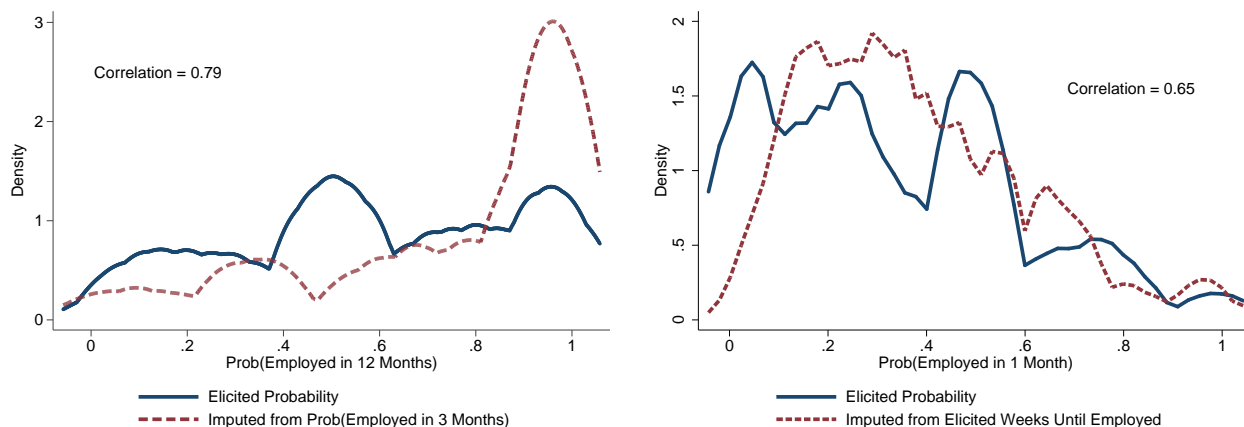 3
Correlation = 0.79
2
Density
1
0
0 .2 .4 .6 .8 1
Prob(Employed in 12 Months)
Elicited Probability
Imputed from Prob(Employed in 3 Months)
2
1.5
Correlation = 0.65
Density
1
.5
0
0 .2 .4 .6 .8 1
Prob(Employed in 1 Month)
Elicited Probability
Imputed from Elicited Weeks Until Employed